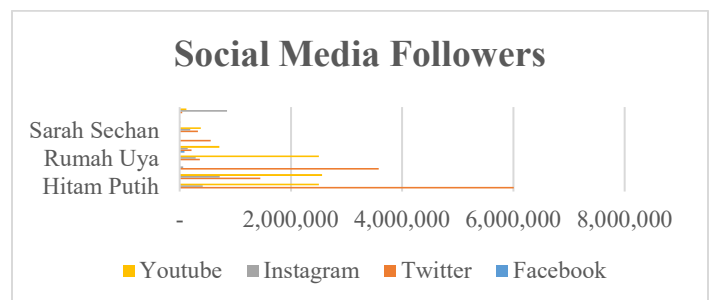 Social Media Followers
Sarah Sechan
Rumah Uya
Hitam Putih
- 2,000,000 4,000,000 6,000,000 8,000,000
Youtube Instagram Twitter Facebook